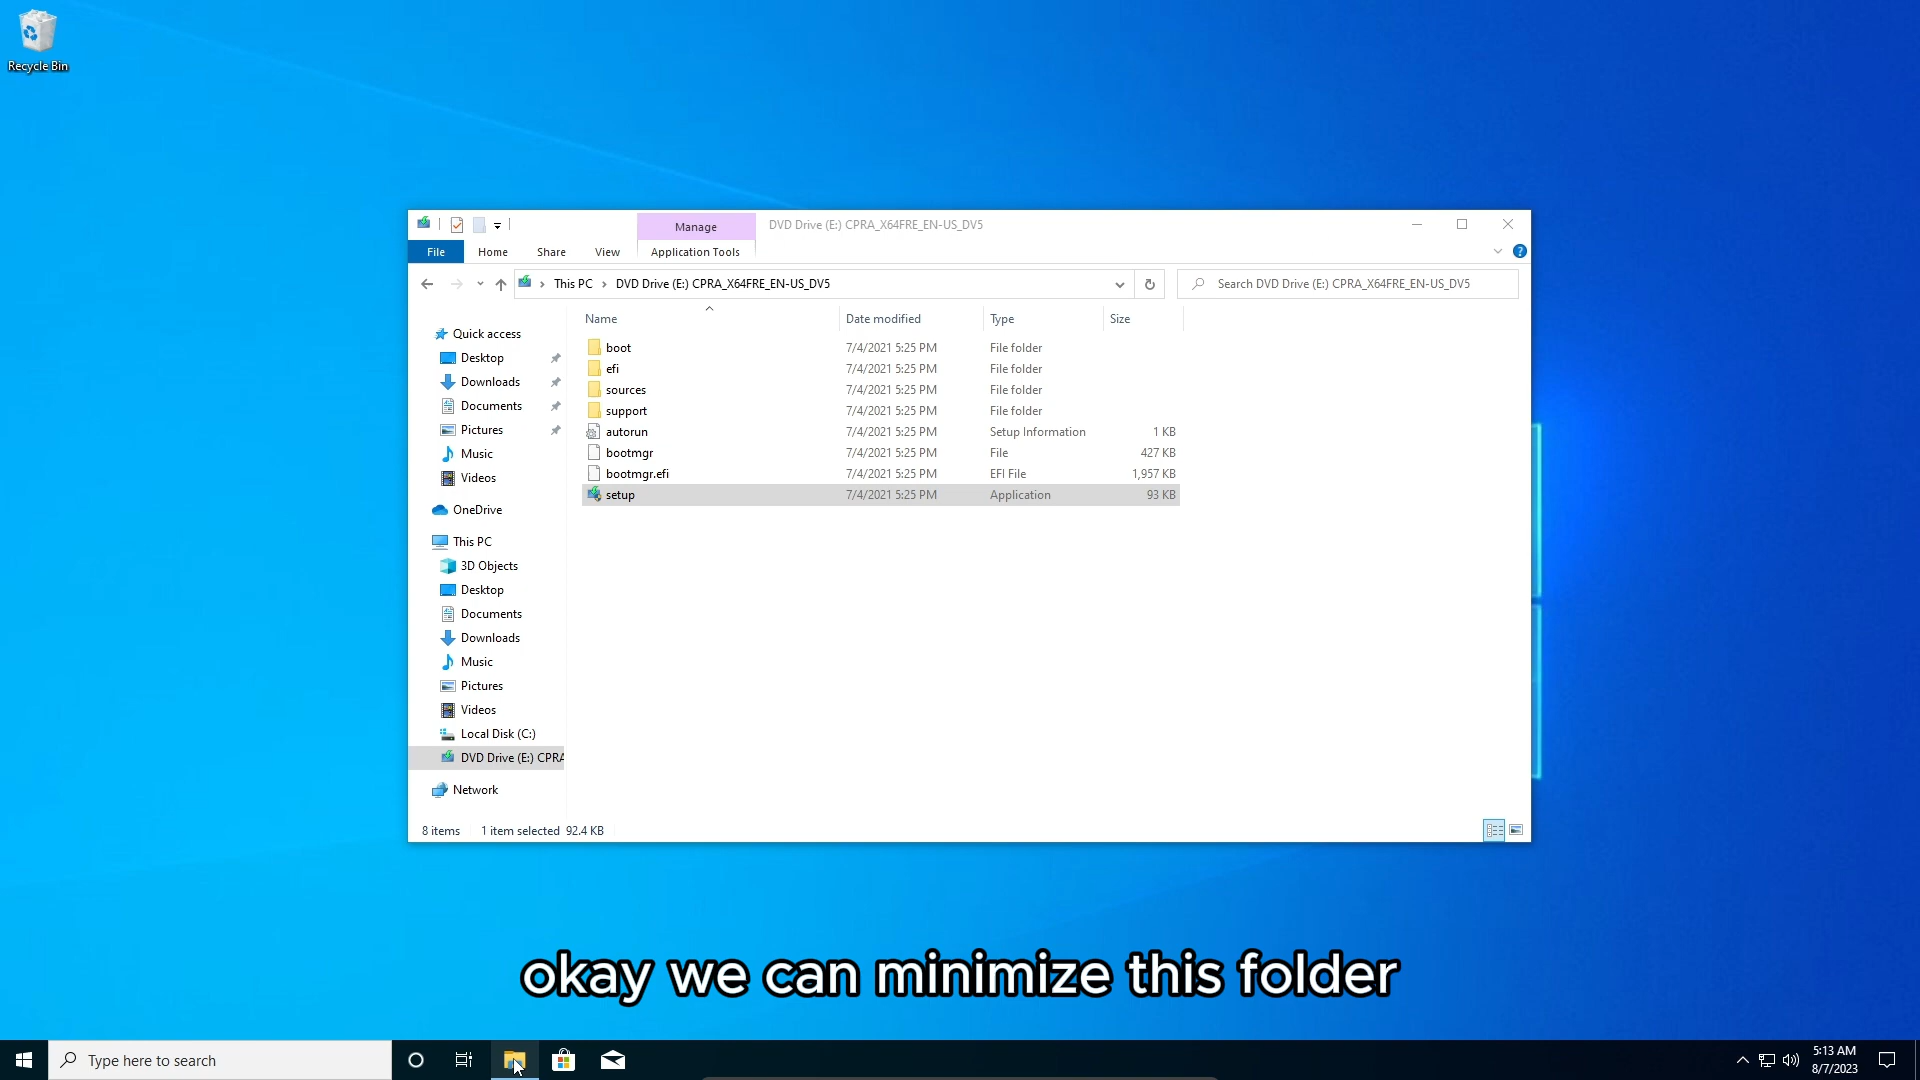 Recycle Bin
Manage
DVD Drive (E:) CPRA_X64FRE_EN-US_DV5
File
Home
Share
View
Application Tools
This PC
DVD Drive (E:) CPRA_X64FRE_EN-US_DV5
Search DVD Drive (E:) CPRA_X64FRE_EN-US_DV5
Name
Date modified
Type
Size
Quick access
Desktop
Downloads
Documents
Pictures
Music
Videos
OneDrive
This PC
3D Objects
Desktop
Documents
Downloads
Music
Pictures
Videos
Local Disk (C:)
DVD Drive (E:) CPRA
Network
boot 7/4/2021 5:25 PM File folder
efi 7/4/2021 5:25 PM File folder
sources 7/4/2021 5:25 PM File folder
support 7/4/2021 5:25 PM File folder
autorun 7/4/2021 5:25 PM Setup Information 1 KB
bootmgr 7/4/2021 5:25 PM File 427 KB
bootmgr.efi 7/4/2021 5:25 PM EFI File 1,957 KB
setup 7/4/2021 5:25 PM Application 93 KB
8 items 1 item selected 92.4 KB
okay we can minimize this folder
Type here to search
5:13 AM
8/7/2023